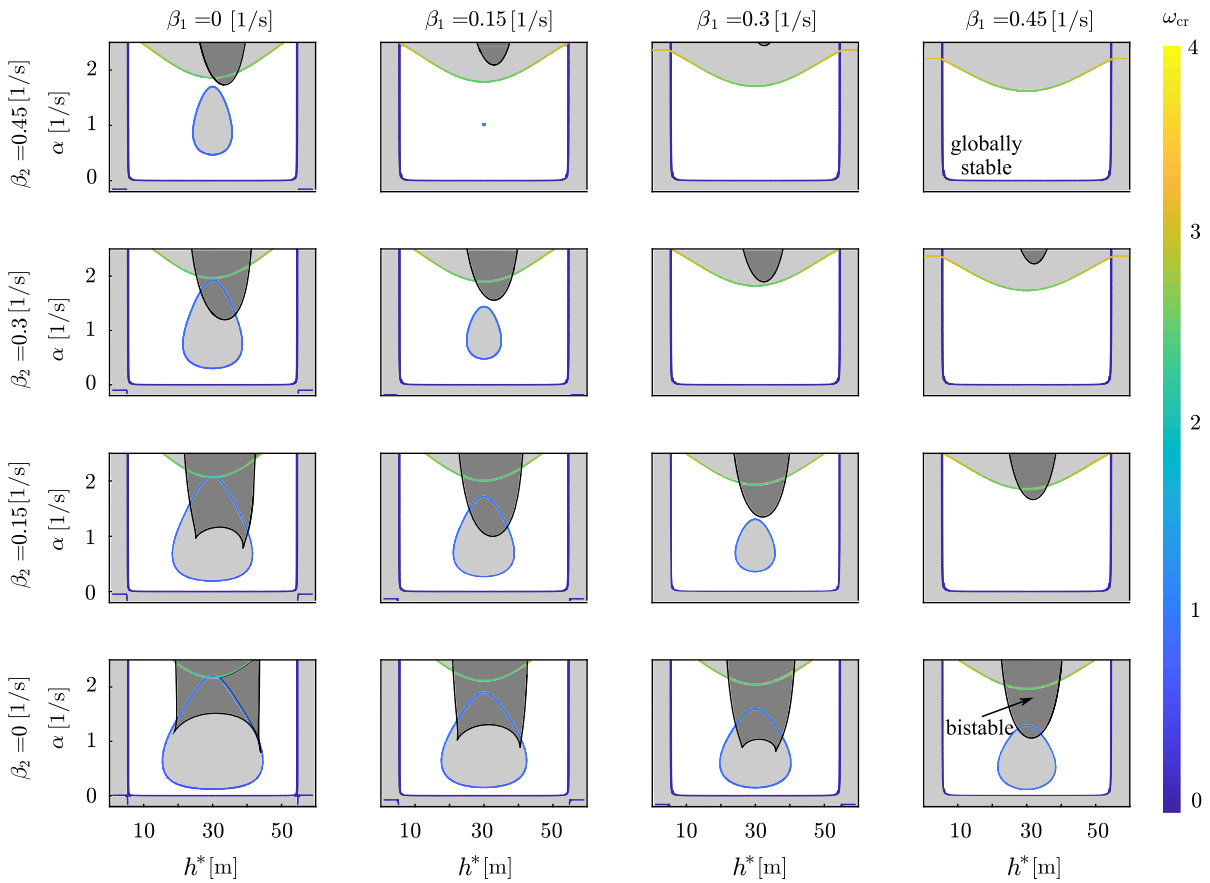 β₁ =0 [1/s]
β₁ =0.15 [1/s]
β₁ =0.3 [1/s]
β₁ =0.45 [1/s]
ω_cr
β₂ =0.45 [1/s]
α [1/s]
2
1
0
globally
stable
4
3
2
1
0
β₂ =0.3 [1/s]
α [1/s]
2
1
0
β₂ =0.15 [1/s]
α [1/s]
2
1
0
β₂ =0 [1/s]
α [1/s]
2
1
0
bistable
10 30 50
10 30 50
10 30 50
10 30 50
h* [m]
h* [m]
h* [m]
h* [m]